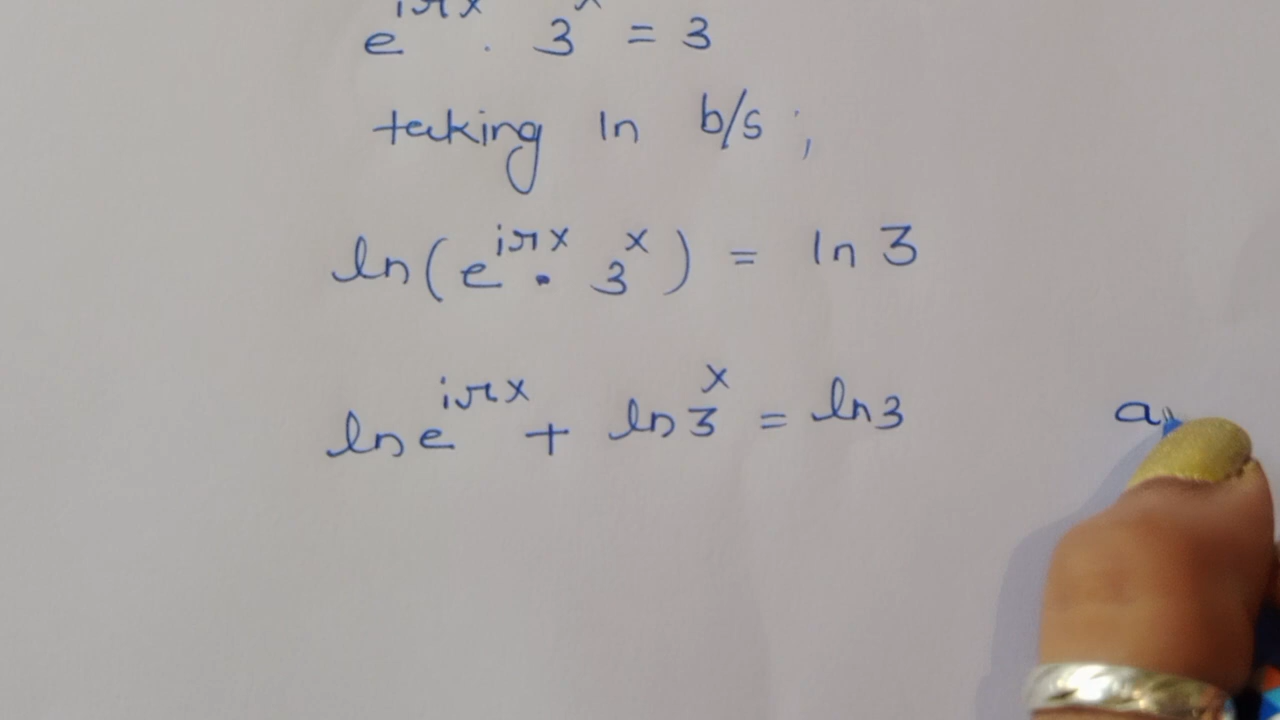 e^{iπx} . 3^x = 3
taking ln b/s ;
ln(e^{iπx} . 3^x) = ln 3
ln e^{iπx} + ln 3^x = ln 3
a